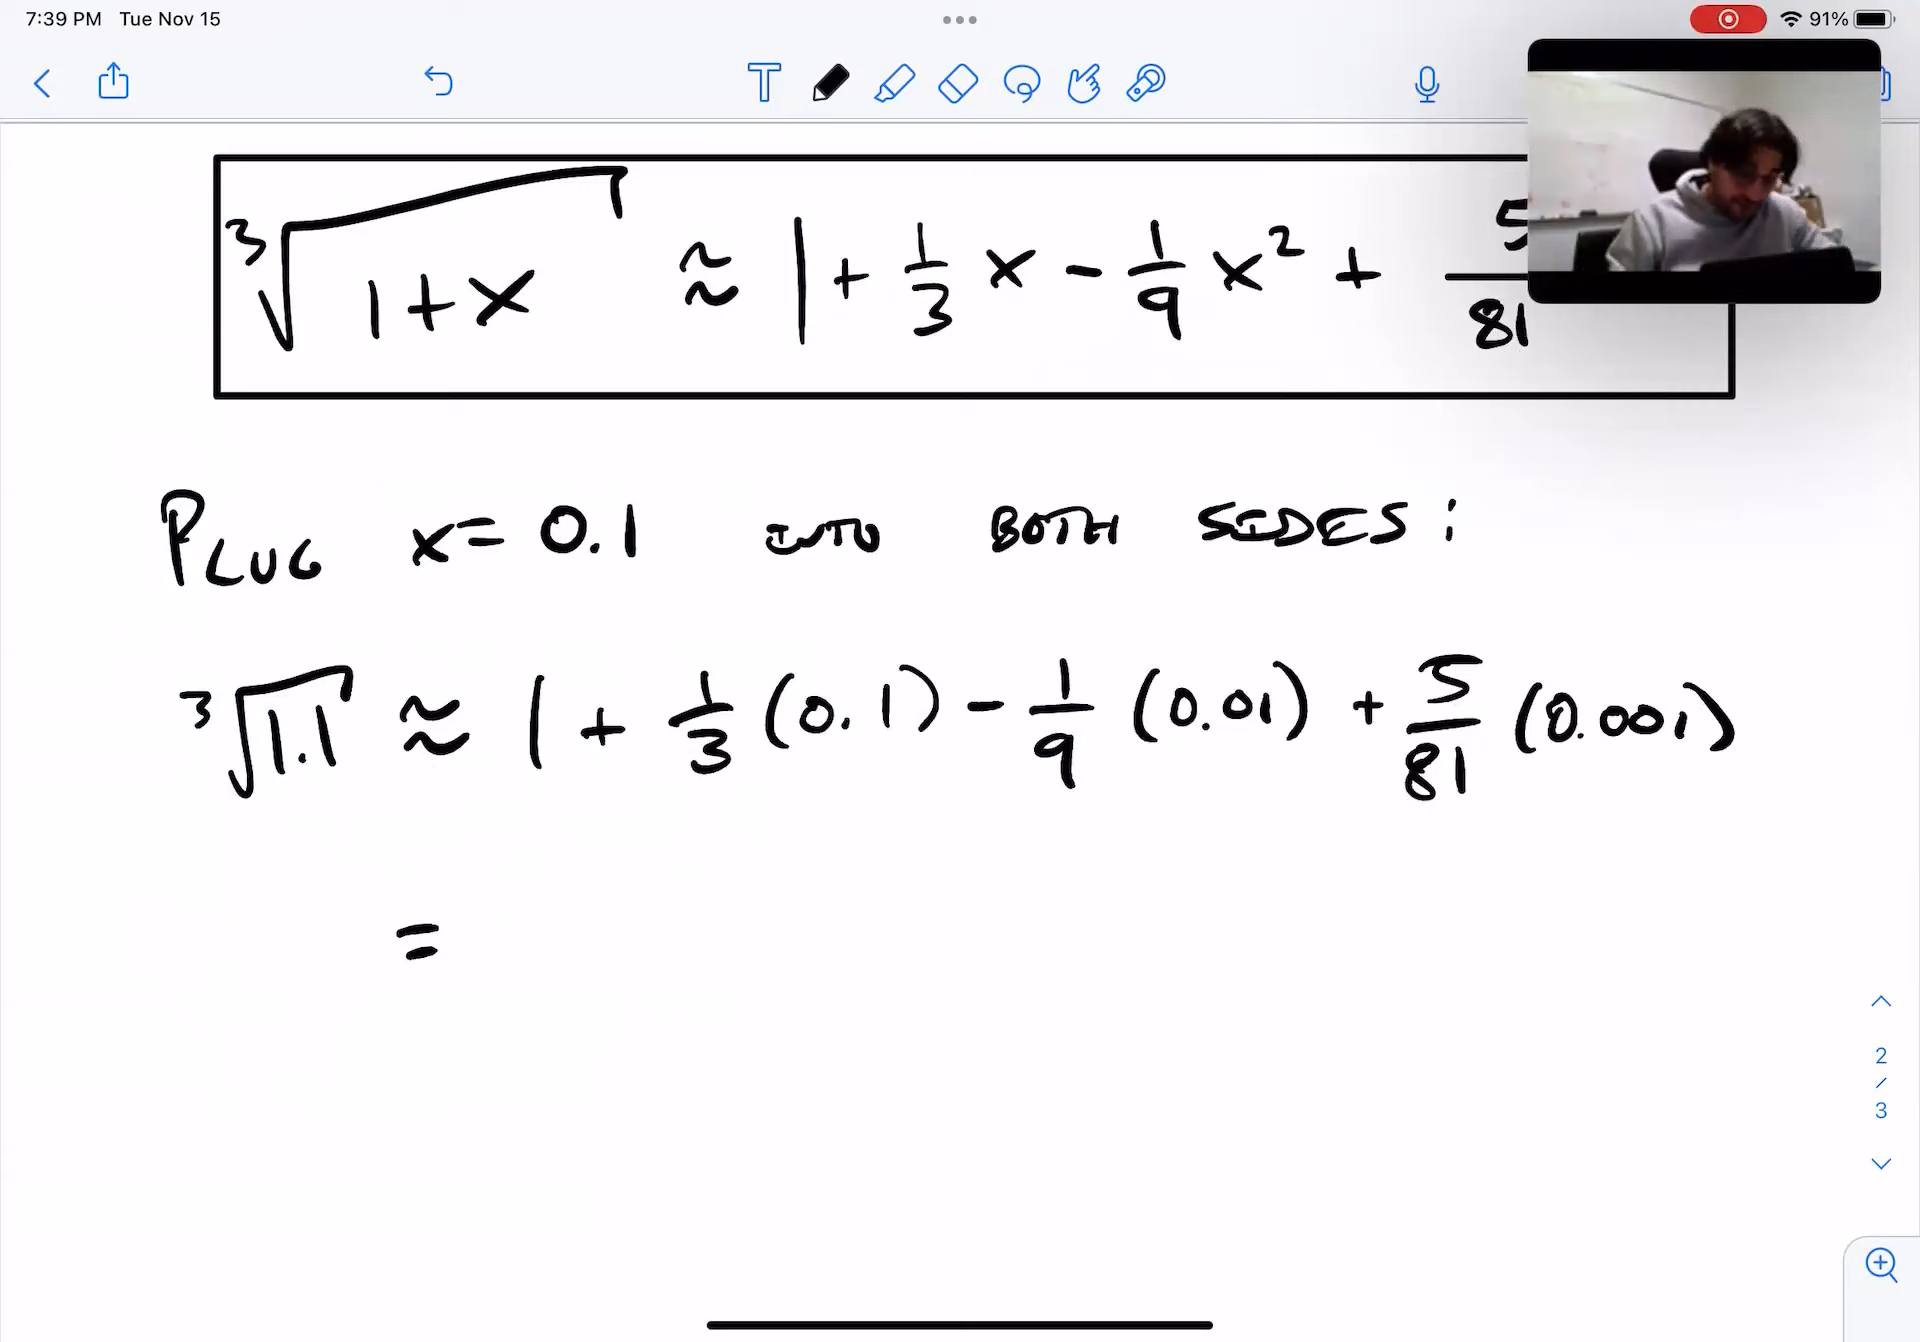 7:39 PM Tue Nov 15
91%
T
∛(1+x) ≈ 1 + 1/3 x - 1/9 x² + 5/81
PLUG x = 0.1 INTO BOTH SIDES:
∛1.1 ≈ 1 + 1/3 (0.1) - 1/9 (0.01) + 5/81 (0.001)
=
2
/
3